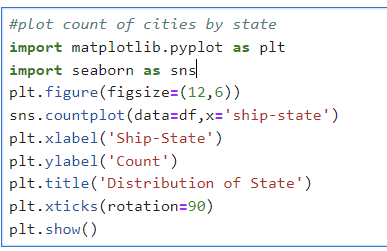 #plot count of cities by state
import matplotlib.pyplot as plt
import seaborn as sns
plt.figure(figsize=(12,6))
sns.countplot(data=df,x='ship-state')
plt.xlabel('Ship-State')
plt.ylabel('Count')
plt.title('Distribution of State')
plt.xticks(rotation=90)
plt.show()